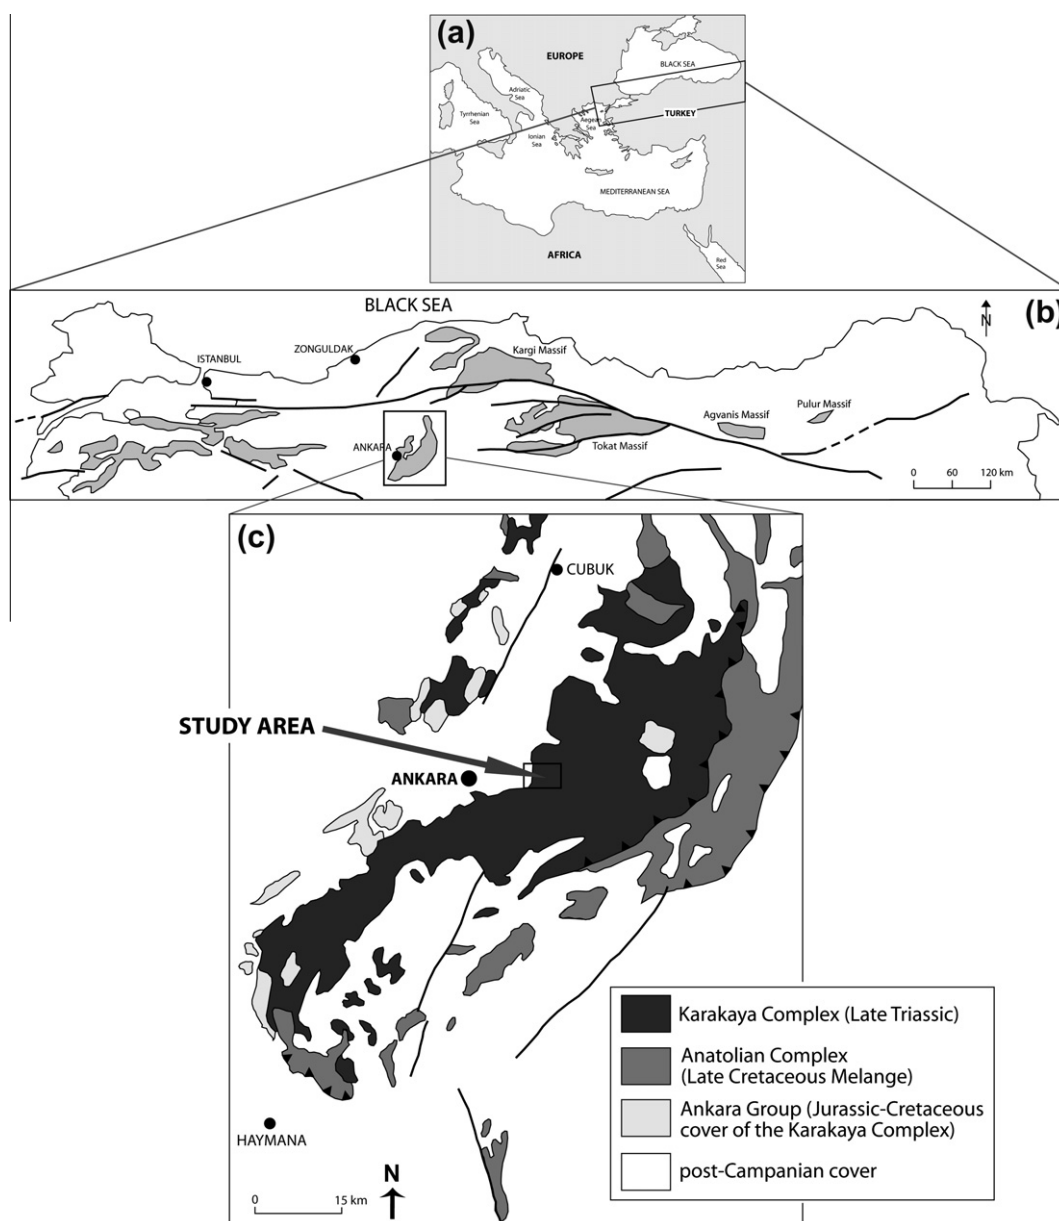 (a)
EUROPE
BLACK SEA
Adriatic
Sea
Tyrrhenian
Sea
Aegean
Sea
TURKEY
Ionian
Sea
MEDITERRANEAN SEA
AFRICA
Red
Sea
(b)
BLACK SEA
N
ZONGULDAK
Kargi Massif
ISTANBUL
Agvanis Massif
Pulur Massif
ANKARA
Tokat Massif
0 60 120 km
(c)
CUBUK
STUDY AREA
ANKARA
HAYMANA
N
0 15 km
Karakaya Complex (Late Triassic)
Anatolian Complex
(Late Cretaceous Melange)
Ankara Group (Jurassic-Cretaceous
cover of the Karakaya Complex)
post-Campanian cover